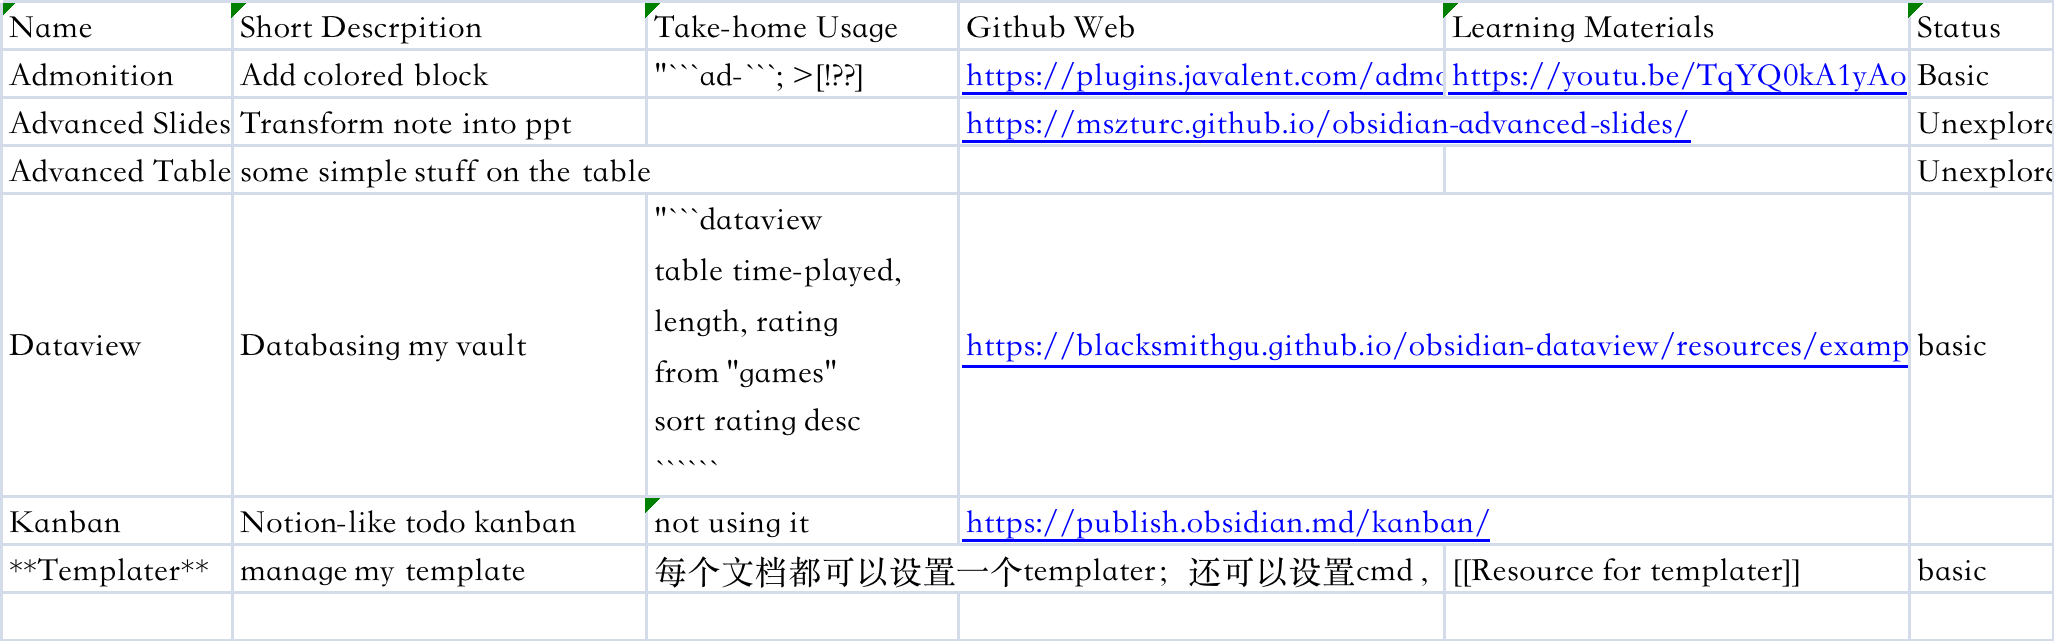 Name Short Descrpition Take-home Usage Github Web Learning Materials Status
Admonition Add colored block "```ad-```; >[!??] https://plugins.javalent.com/admo https://youtu.be/TqYQ0kA1yAo Basic
Advanced Slides Transform note into ppt https://mszturc.github.io/obsidian-advanced-slides/ Unexplore
Advanced Table some simple stuff on the table Unexplore
Dataview Databasing my vault "```dataview
table time-played,
length, rating
from "games"
sort rating desc
`````` https://blacksmithgu.github.io/obsidian-dataview/resources/examp basic
Kanban Notion-like todo kanban not using it https://publish.obsidian.md/kanban/
**Templater** manage my template 每个文档都可以设置一个templater；还可以设置cmd , [[Resource for templater]] basic